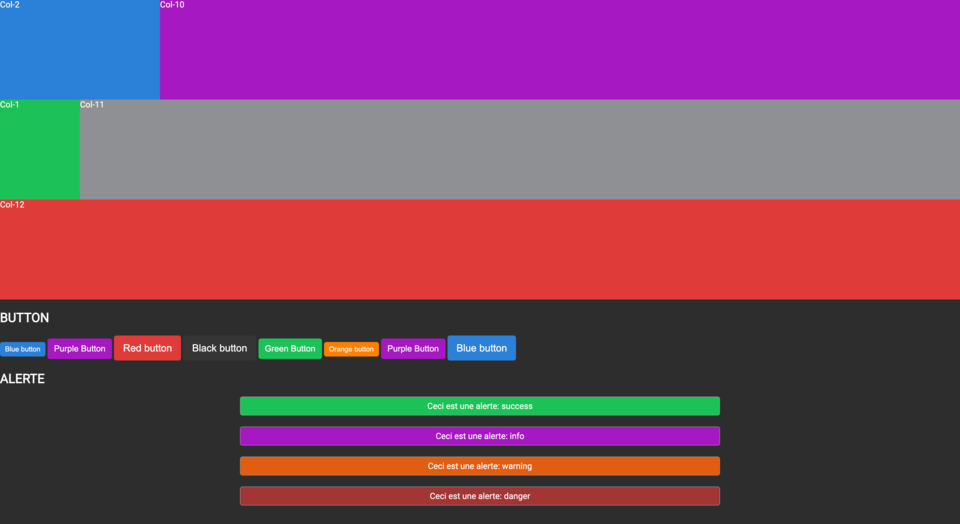 Col-2 Col-10
Col-1 Col-11
Col-12
BUTTON
Blue button Purple Button Red button Black button Green Button Orange button Purple Button Blue button
ALERTE
Ceci est une alerte: success
Ceci est une alerte: info
Ceci est une alerte: warning
Ceci est une alerte: danger